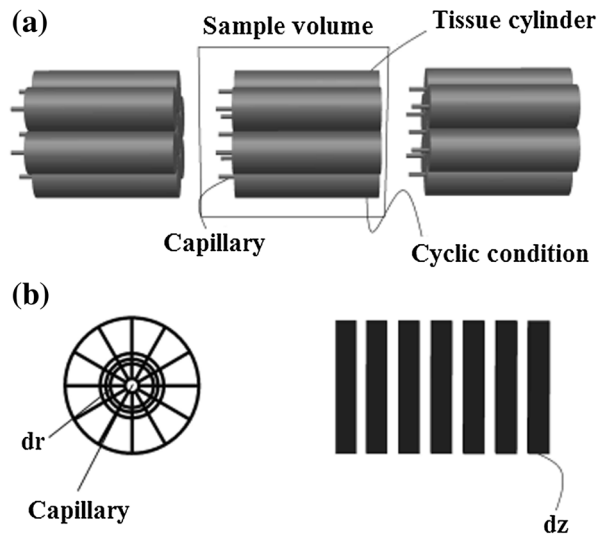 (a)
Sample volume
Tissue cylinder
Capillary
Cyclic condition
(b)
dr
Capillary
dz